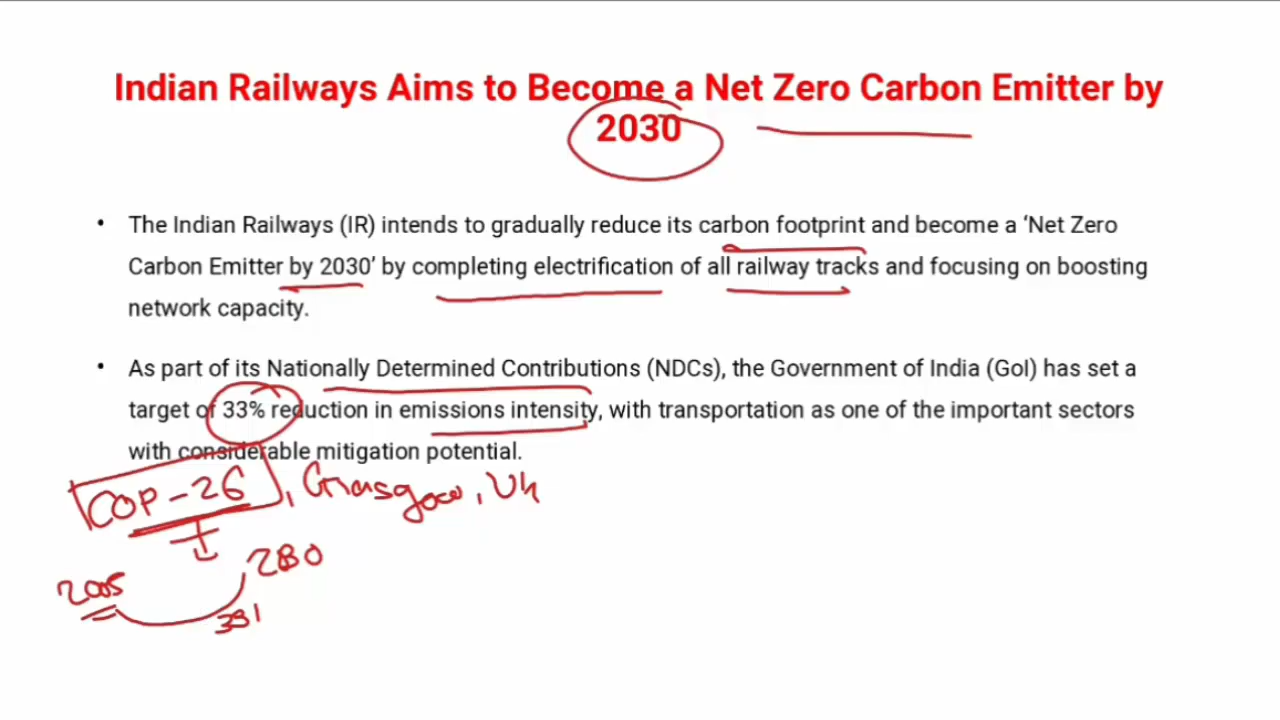 Indian Railways Aims to Become a Net Zero Carbon Emitter by
2030
• The Indian Railways (IR) intends to gradually reduce its carbon footprint and become a ‘Net Zero
Carbon Emitter by 2030’ by completing electrification of all railway tracks and focusing on boosting
network capacity.
• As part of its Nationally Determined Contributions (NDCs), the Government of India (GoI) has set a
target of 33% reduction in emissions intensity, with transportation as one of the important sectors
with considerable mitigation potential.
COP-26, Glasgow, UK
2005 280